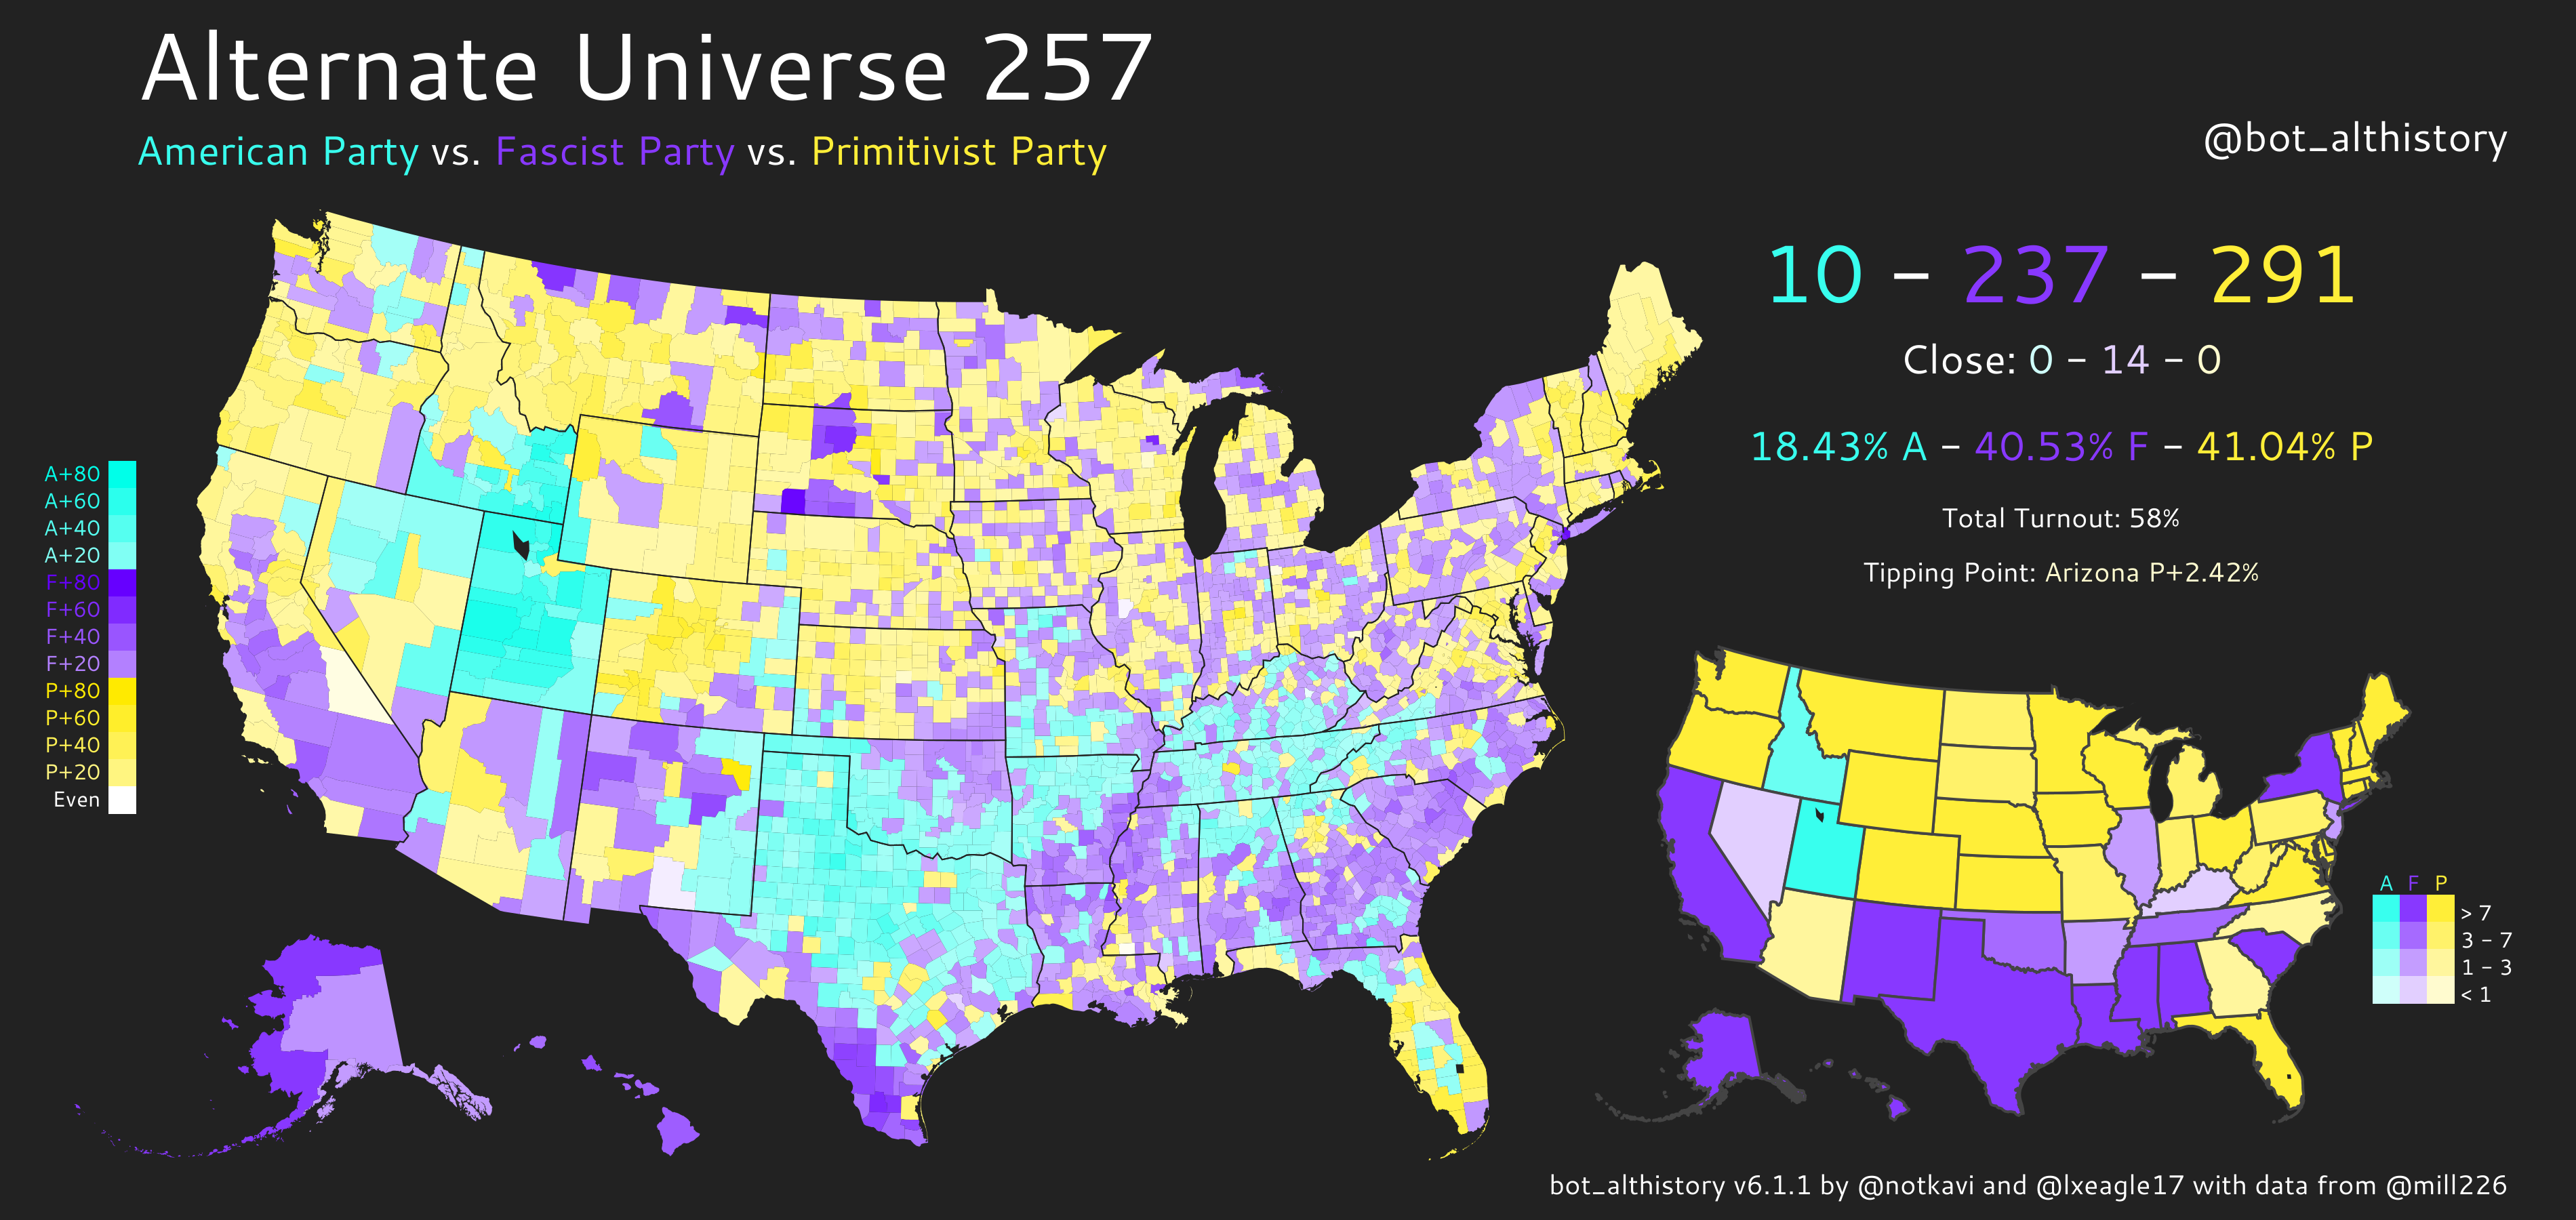 Alternate Universe 257
American Party vs. Fascist Party vs. Primitivist Party
@bot_althistory
10 – 237 – 291
Close: 0 – 14 – 0
18.43% A – 40.53% F – 41.04% P
Total Turnout: 58%
Tipping Point: Arizona P+2.42%
A+80
A+60
A+40
A+20
F+80
F+60
F+40
F+20
P+80
P+60
P+40
P+20
Even
A F P
> 7
3 – 7
1 – 3
< 1
bot_althistory v6.1.1 by @notkavi and @lxeagle17 with data from @mill226